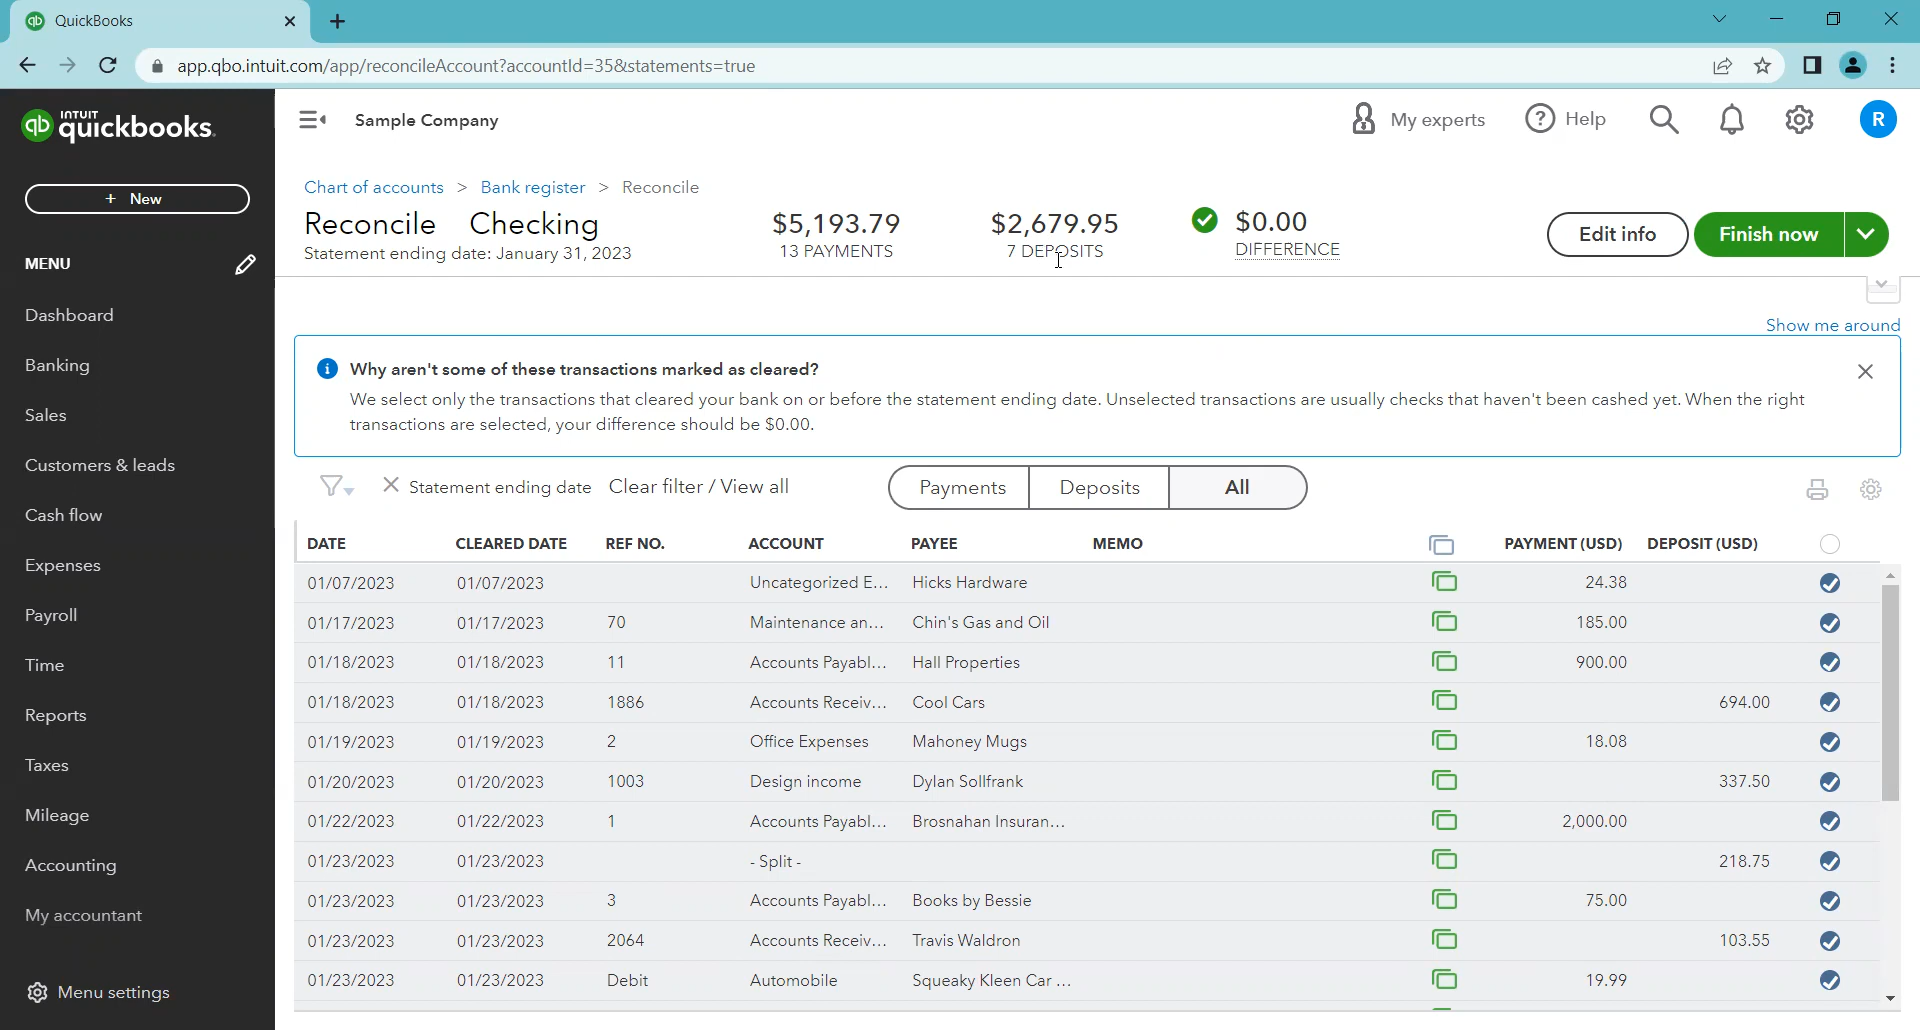 QuickBooks
app.qbo.intuit.com/app/reconcileAccount?accountId=35&statements=true
INTUIT
quickbooks.
+ New
MENU
Dashboard
Banking
Sales
Customers & leads
Cash flow
Expenses
Payroll
Time
Reports
Taxes
Mileage
Accounting
My accountant
Menu settings
Sample Company
My experts
Help
R
Chart of accounts > Bank register > Reconcile
Reconcile Checking
Statement ending date: January 31, 2023
$5,193.79
13 PAYMENTS
$2,679.95
7 DEPOSITS
$0.00
DIFFERENCE
Edit info
Finish now
Show me around
Why aren't some of these transactions marked as cleared?
We select only the transactions that cleared your bank on or before the statement ending date. Unselected transactions are usually checks that haven't been cashed yet. When the right
transactions are selected, your difference should be $0.00.
Statement ending date Clear filter / View all
Payments Deposits All
DATE CLEARED DATE REF NO. ACCOUNT PAYEE MEMO PAYMENT (USD) DEPOSIT (USD)
01/07/2023 01/07/2023 Uncategorized E... Hicks Hardware 24.38
01/17/2023 01/17/2023 70 Maintenance an... Chin's Gas and Oil 185.00
01/18/2023 01/18/2023 11 Accounts Payabl... Hall Properties 900.00
01/18/2023 01/18/2023 1886 Accounts Receiv... Cool Cars 694.00
01/19/2023 01/19/2023 2 Office Expenses Mahoney Mugs 18.08
01/20/2023 01/20/2023 1003 Design income Dylan Sollfrank 337.50
01/22/2023 01/22/2023 1 Accounts Payabl... Brosnahan Insuran... 2,000.00
01/23/2023 01/23/2023 - Split - 218.75
01/23/2023 01/23/2023 3 Accounts Payabl... Books by Bessie 75.00
01/23/2023 01/23/2023 2064 Accounts Receiv... Travis Waldron 103.55
01/23/2023 01/23/2023 Debit Automobile Squeaky Kleen Car ... 19.99